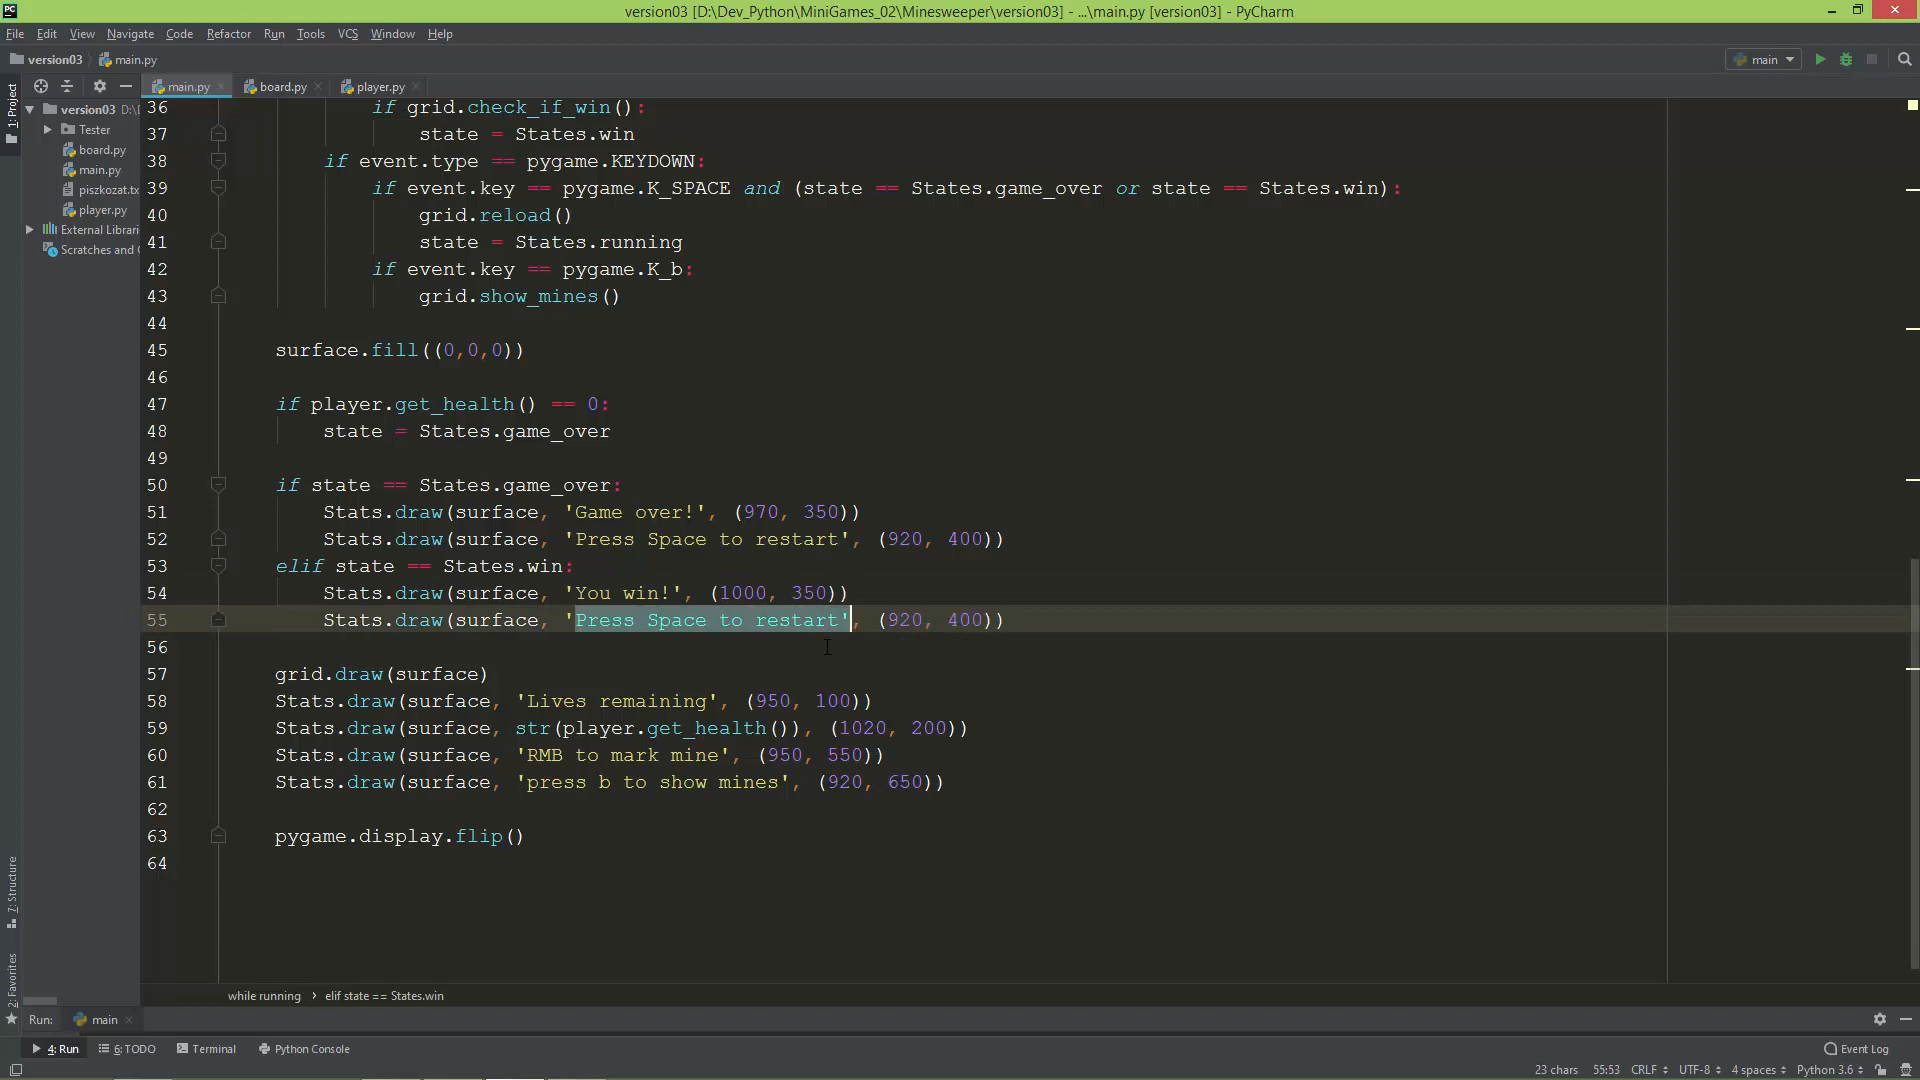 version03 [D:\Dev_Python\MiniGames_02\Minesweeper\version03] - ...\main.py [version03] - PyCharm
File Edit View Navigate Code Refactor Run Tools VCS Window Help
version03 main.py main
main.py board.py player.py
1: Project
version03 D:\
Tester
board.py
main.py
piszkozat.tx
player.py
External Librari
Scratches and
36 if grid.check_if_win():
37 state = States.win
38 if event.type == pygame.KEYDOWN:
39 if event.key == pygame.K_SPACE and (state == States.game_over or state == States.win):
40 grid.reload()
41 state = States.running
42 if event.key == pygame.K_b:
43 grid.show_mines()
44
45 surface.fill((0,0,0))
46
47 if player.get_health() == 0:
48 state = States.game_over
49
50 if state == States.game_over:
51 Stats.draw(surface, 'Game over!', (970, 350))
52 Stats.draw(surface, 'Press Space to restart', (920, 400))
53 elif state == States.win:
54 Stats.draw(surface, 'You win!', (1000, 350))
55 Stats.draw(surface, 'Press Space to restart', (920, 400))
56
57 grid.draw(surface)
58 Stats.draw(surface, 'Lives remaining', (950, 100))
59 Stats.draw(surface, str(player.get_health()), (1020, 200))
60 Stats.draw(surface, 'RMB to mark mine', (950, 550))
61 Stats.draw(surface, 'press b to show mines', (920, 650))
62
63 pygame.display.flip()
64
7: Structure
2: Favorites
while running › elif state == States.win
Run: main
4: Run 6: TODO Terminal Python Console Event Log
23 chars 55:53 CRLF UTF-8 4 spaces Python 3.6